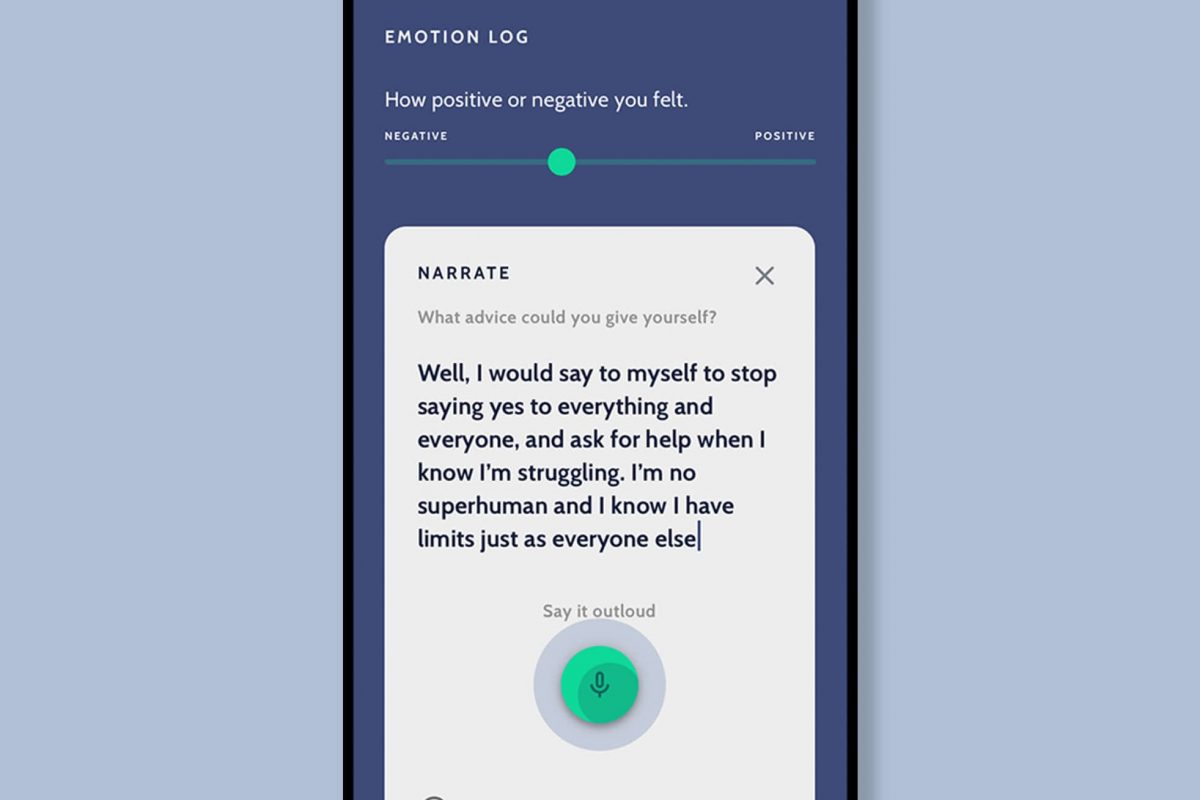 EMOTION LOG
How positive or negative you felt.
NEGATIVE POSITIVE
NARRATE
What advice could you give yourself?
Well, I would say to myself to stop
saying yes to everything and
everyone, and ask for help when I
know I’m struggling. I’m no
superhuman and I know I have
limits just as everyone else
Say it outloud